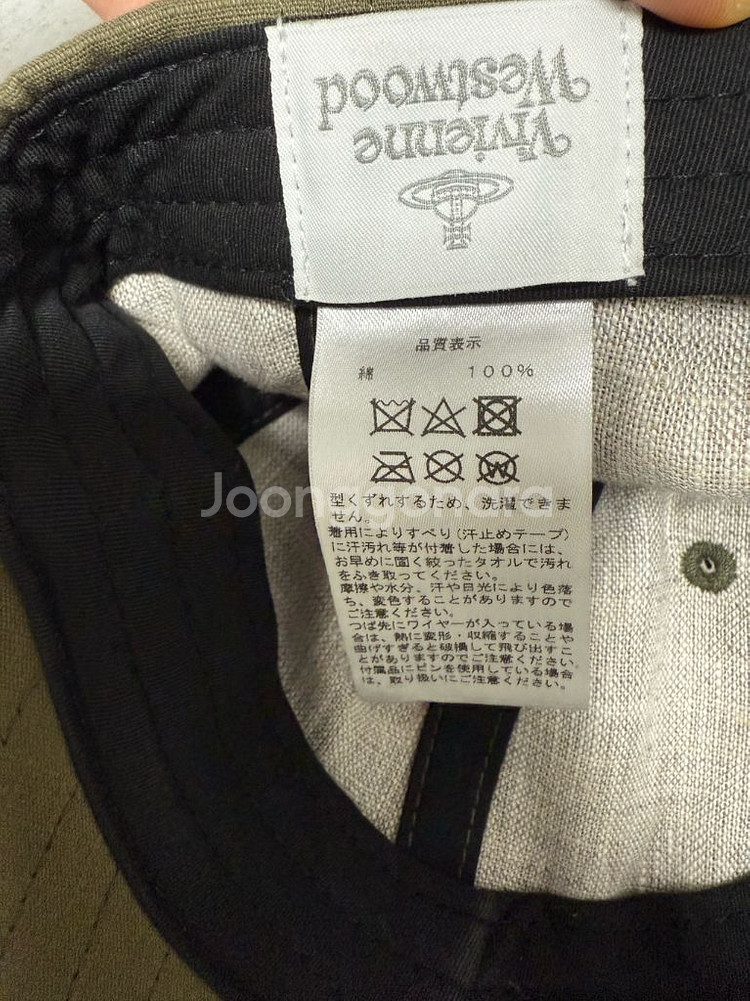 Vivienne
Westwood
品質表示
綿 100%
型くずれするため、洗濯できま
せん。
着用によりすべり(汗止めテープ)
に汗汚れ等が付着した場合には、
お早めに固く絞ったタオルで汚れ
をふき取ってください。
摩擦や水分、汗や日光により色落
ち、変色することがありますので
ご注意ください。
つば先にワイヤーが入っている場
合は、熱に変形・収縮することや
曲げすぎると破損して飛び出すこ
とがありますのでご注意ください。
付属品にピンを使用している場合
は、取り扱いにご注意ください。